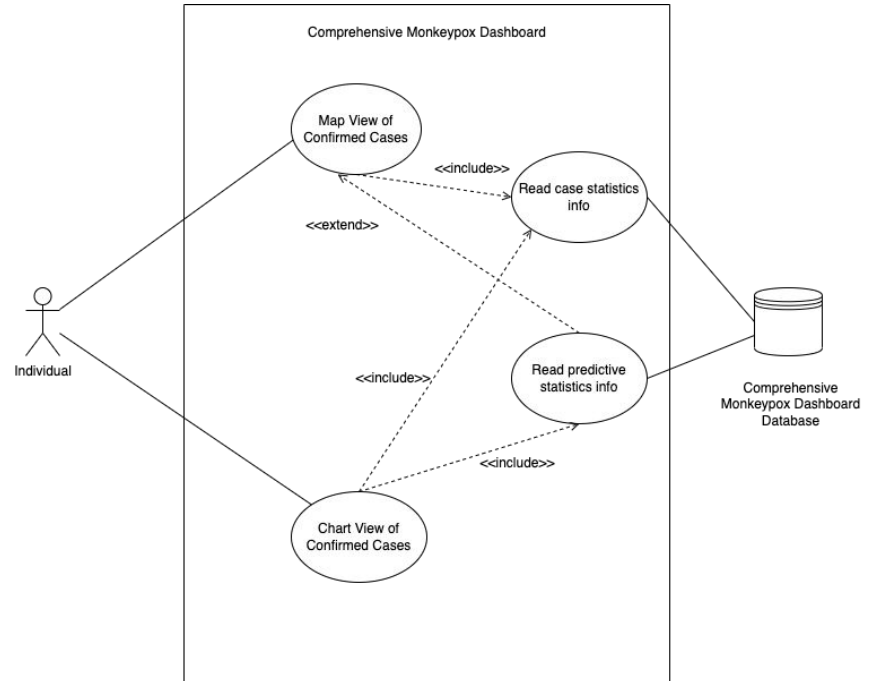 Comprehensive Monkeypox Dashboard
Map View of
Confirmed Cases
<<include>>
Read case statistics
info
<<extend>>
Individual
<<include>>
Read predictive
statistics info
Comprehensive
Monkeypox Dashboard
Database
<<include>>
Chart View of
Confirmed Cases